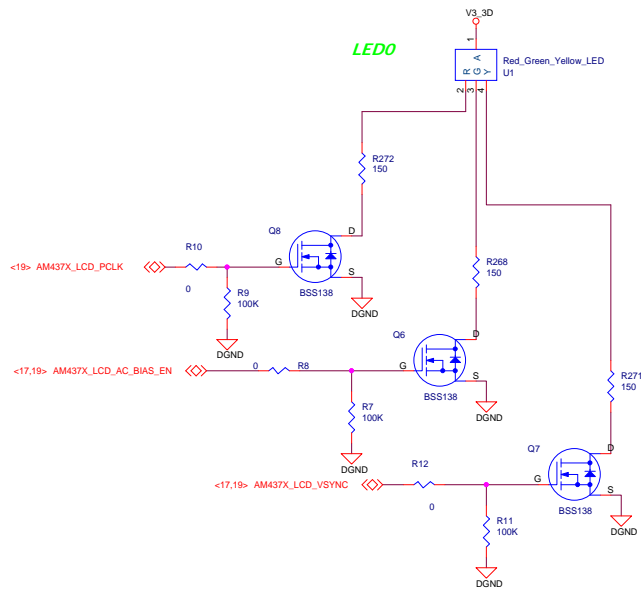 V3_3D
LED0
1
A
R
G
Y
Red_Green_Yellow_LED
U1
2
3
4
R272
150
Q8
D
R10
G
<19> AM437X_LCD_PCLK
S
0
R9
100K
BSS138
DGND
DGND
R268
150
Q6
D
<17,19> AM437X_LCD_AC_BIAS_EN
0
R8
G
S
BSS138
R7
100K
DGND
DGND
R271
150
Q7
D
R12
G
<17,19> AM437X_LCD_VSYNC
S
0
R11
100K
BSS138
DGND
DGND